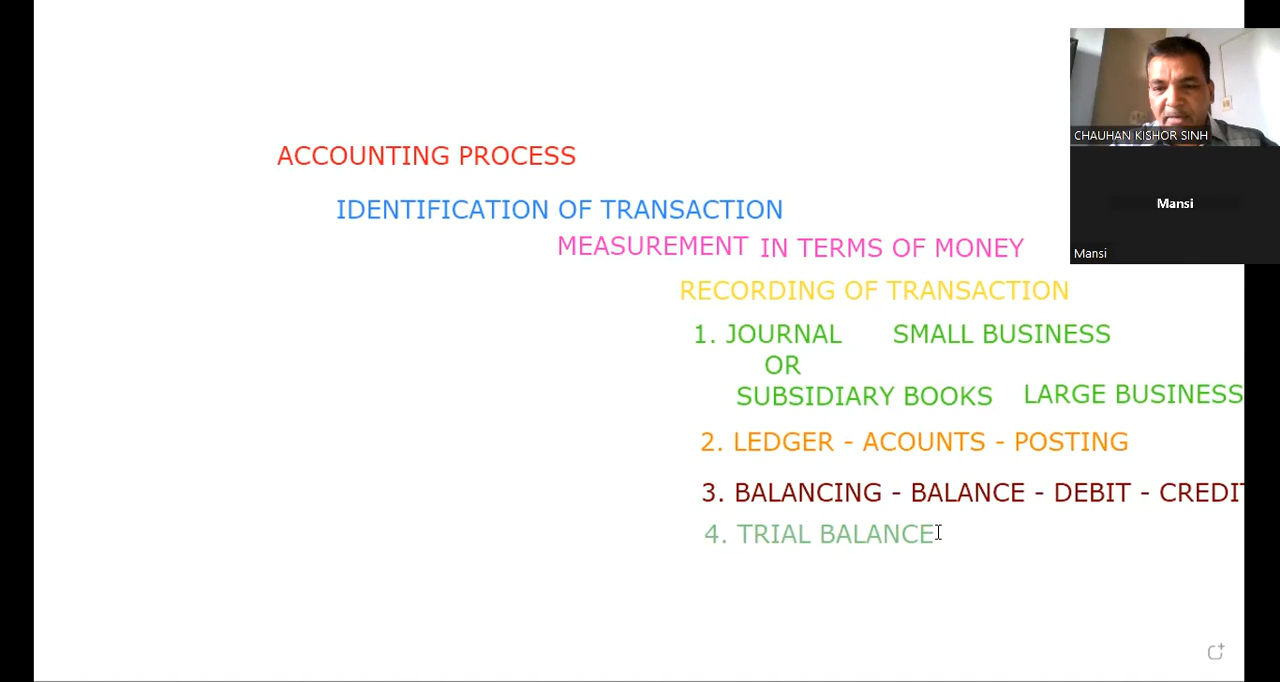 CHAUHAN KISHOR SINH
ACCOUNTING PROCESS
IDENTIFICATION OF TRANSACTION
Mansi
MEASUREMENT IN TERMS OF MONEY
Mansi
RECORDING OF TRANSACTION
1. JOURNAL SMALL BUSINESS
OR
SUBSIDIARY BOOKS LARGE BUSINESS
2. LEDGER - ACOUNTS - POSTING
3. BALANCING - BALANCE - DEBIT - CREDIT
4. TRIAL BALANCE